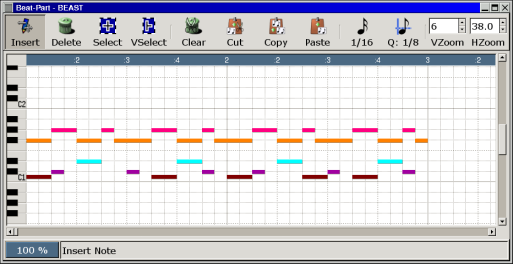 Beat-Part - BEAST
Insert Delete Select VSelect Clear Cut Copy Paste 1/16 Q: 1/8 VZoom HZoom
6 38.0
:2 :3 :4 2 :2 :3 :4 3 :2
C2
C1
100 % Insert Note